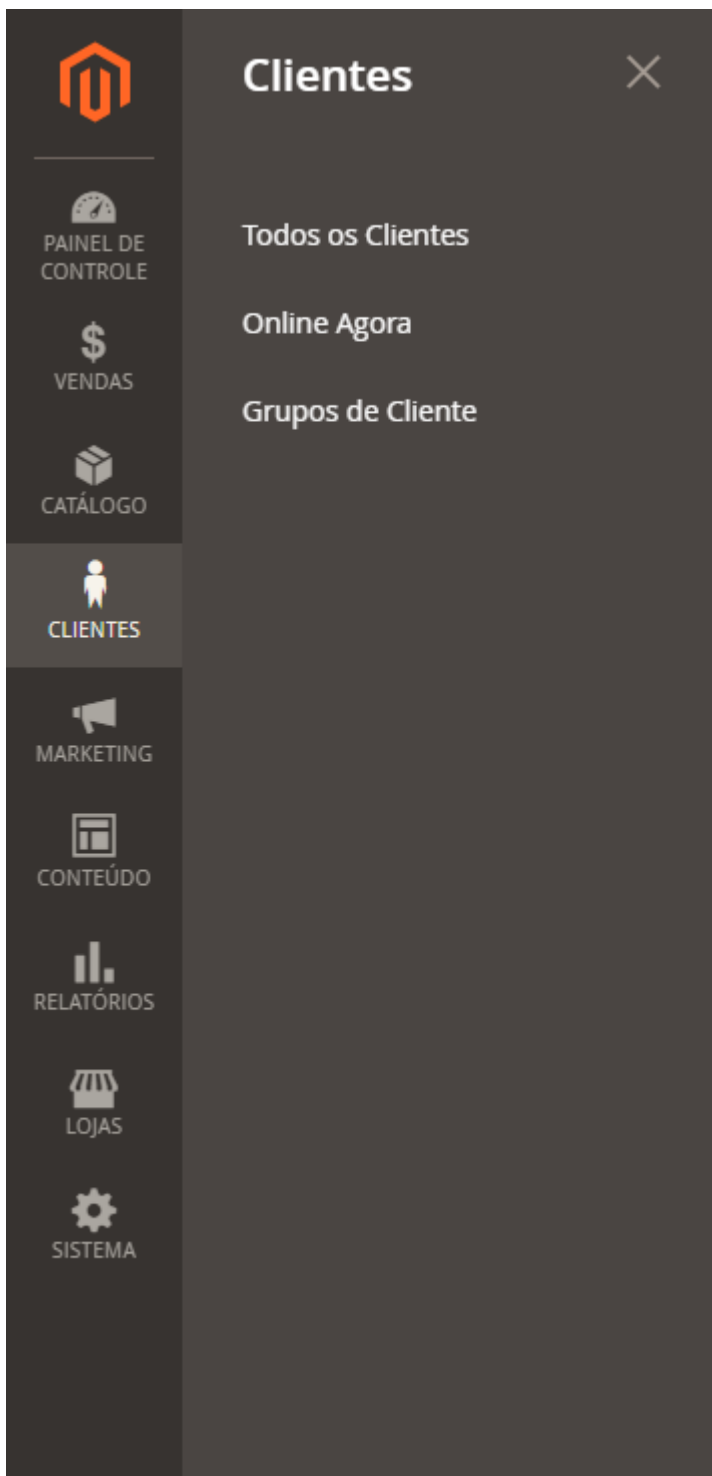 Clientes
Todos os Clientes
Online Agora
Grupos de Cliente
PAINEL DE
CONTROLE
$
VENDAS
CATÁLOGO
CLIENTES
MARKETING
CONTEÚDO
RELATÓRIOS
LOJAS
SISTEMA